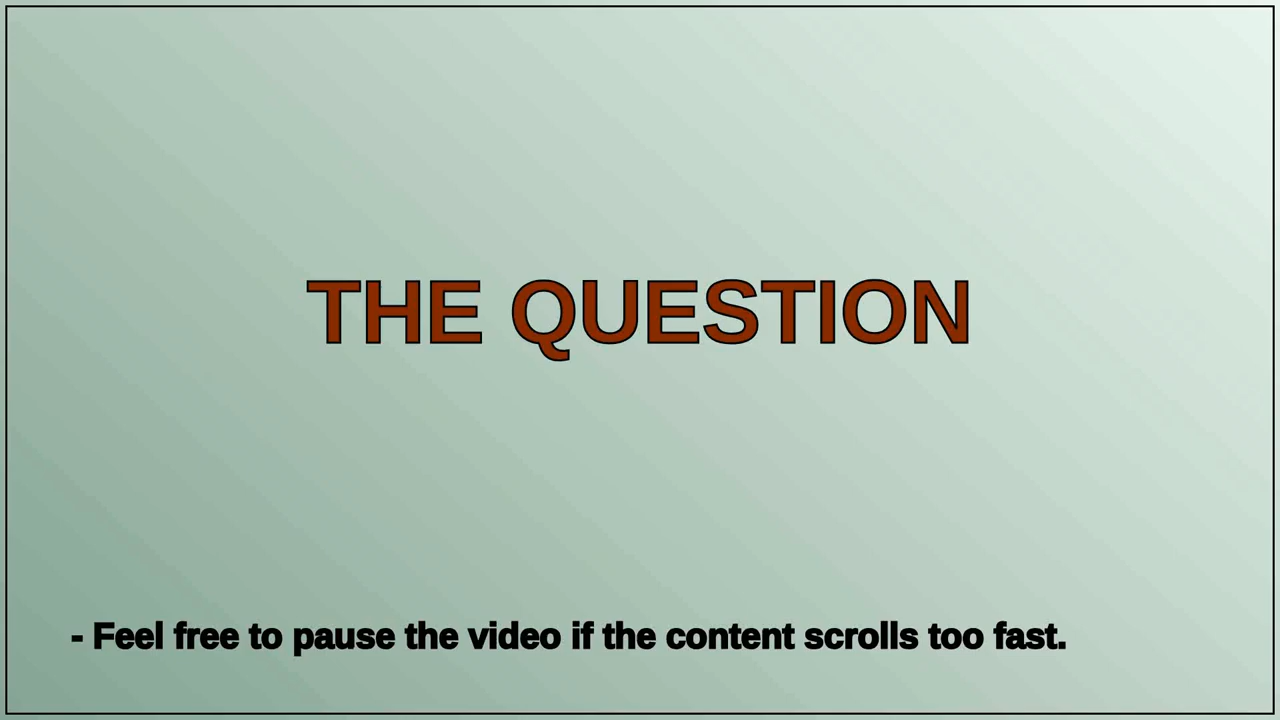 THE QUESTION
- Feel free to pause the video if the content scrolls too fast.